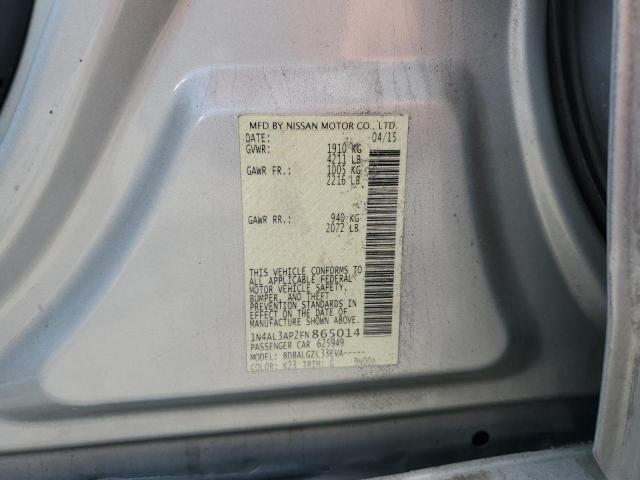 MFD BY NISSAN MOTOR CO., LTD.
DATE: 04/15
GVWR: 1910 KG
4211 LB
GAWR FR.: 1005 KG
2216 LB
GAWR RR.: 940 KG
2072 LB
THIS VEHICLE CONFORMS TO
ALL APPLICABLE FEDERAL
MOTOR VEHICLE SAFETY,
BUMPER, AND THEFT
PREVENTION STANDARDS IN
EFFECT ON THE DATE OF
MANUFACTURE SHOWN ABOVE.
1N4AL3AP2FN865014
PASSENGER CAR 625949
MODEL: BDBALGZL33EVA-----
COLOR: K23 TRIM: G